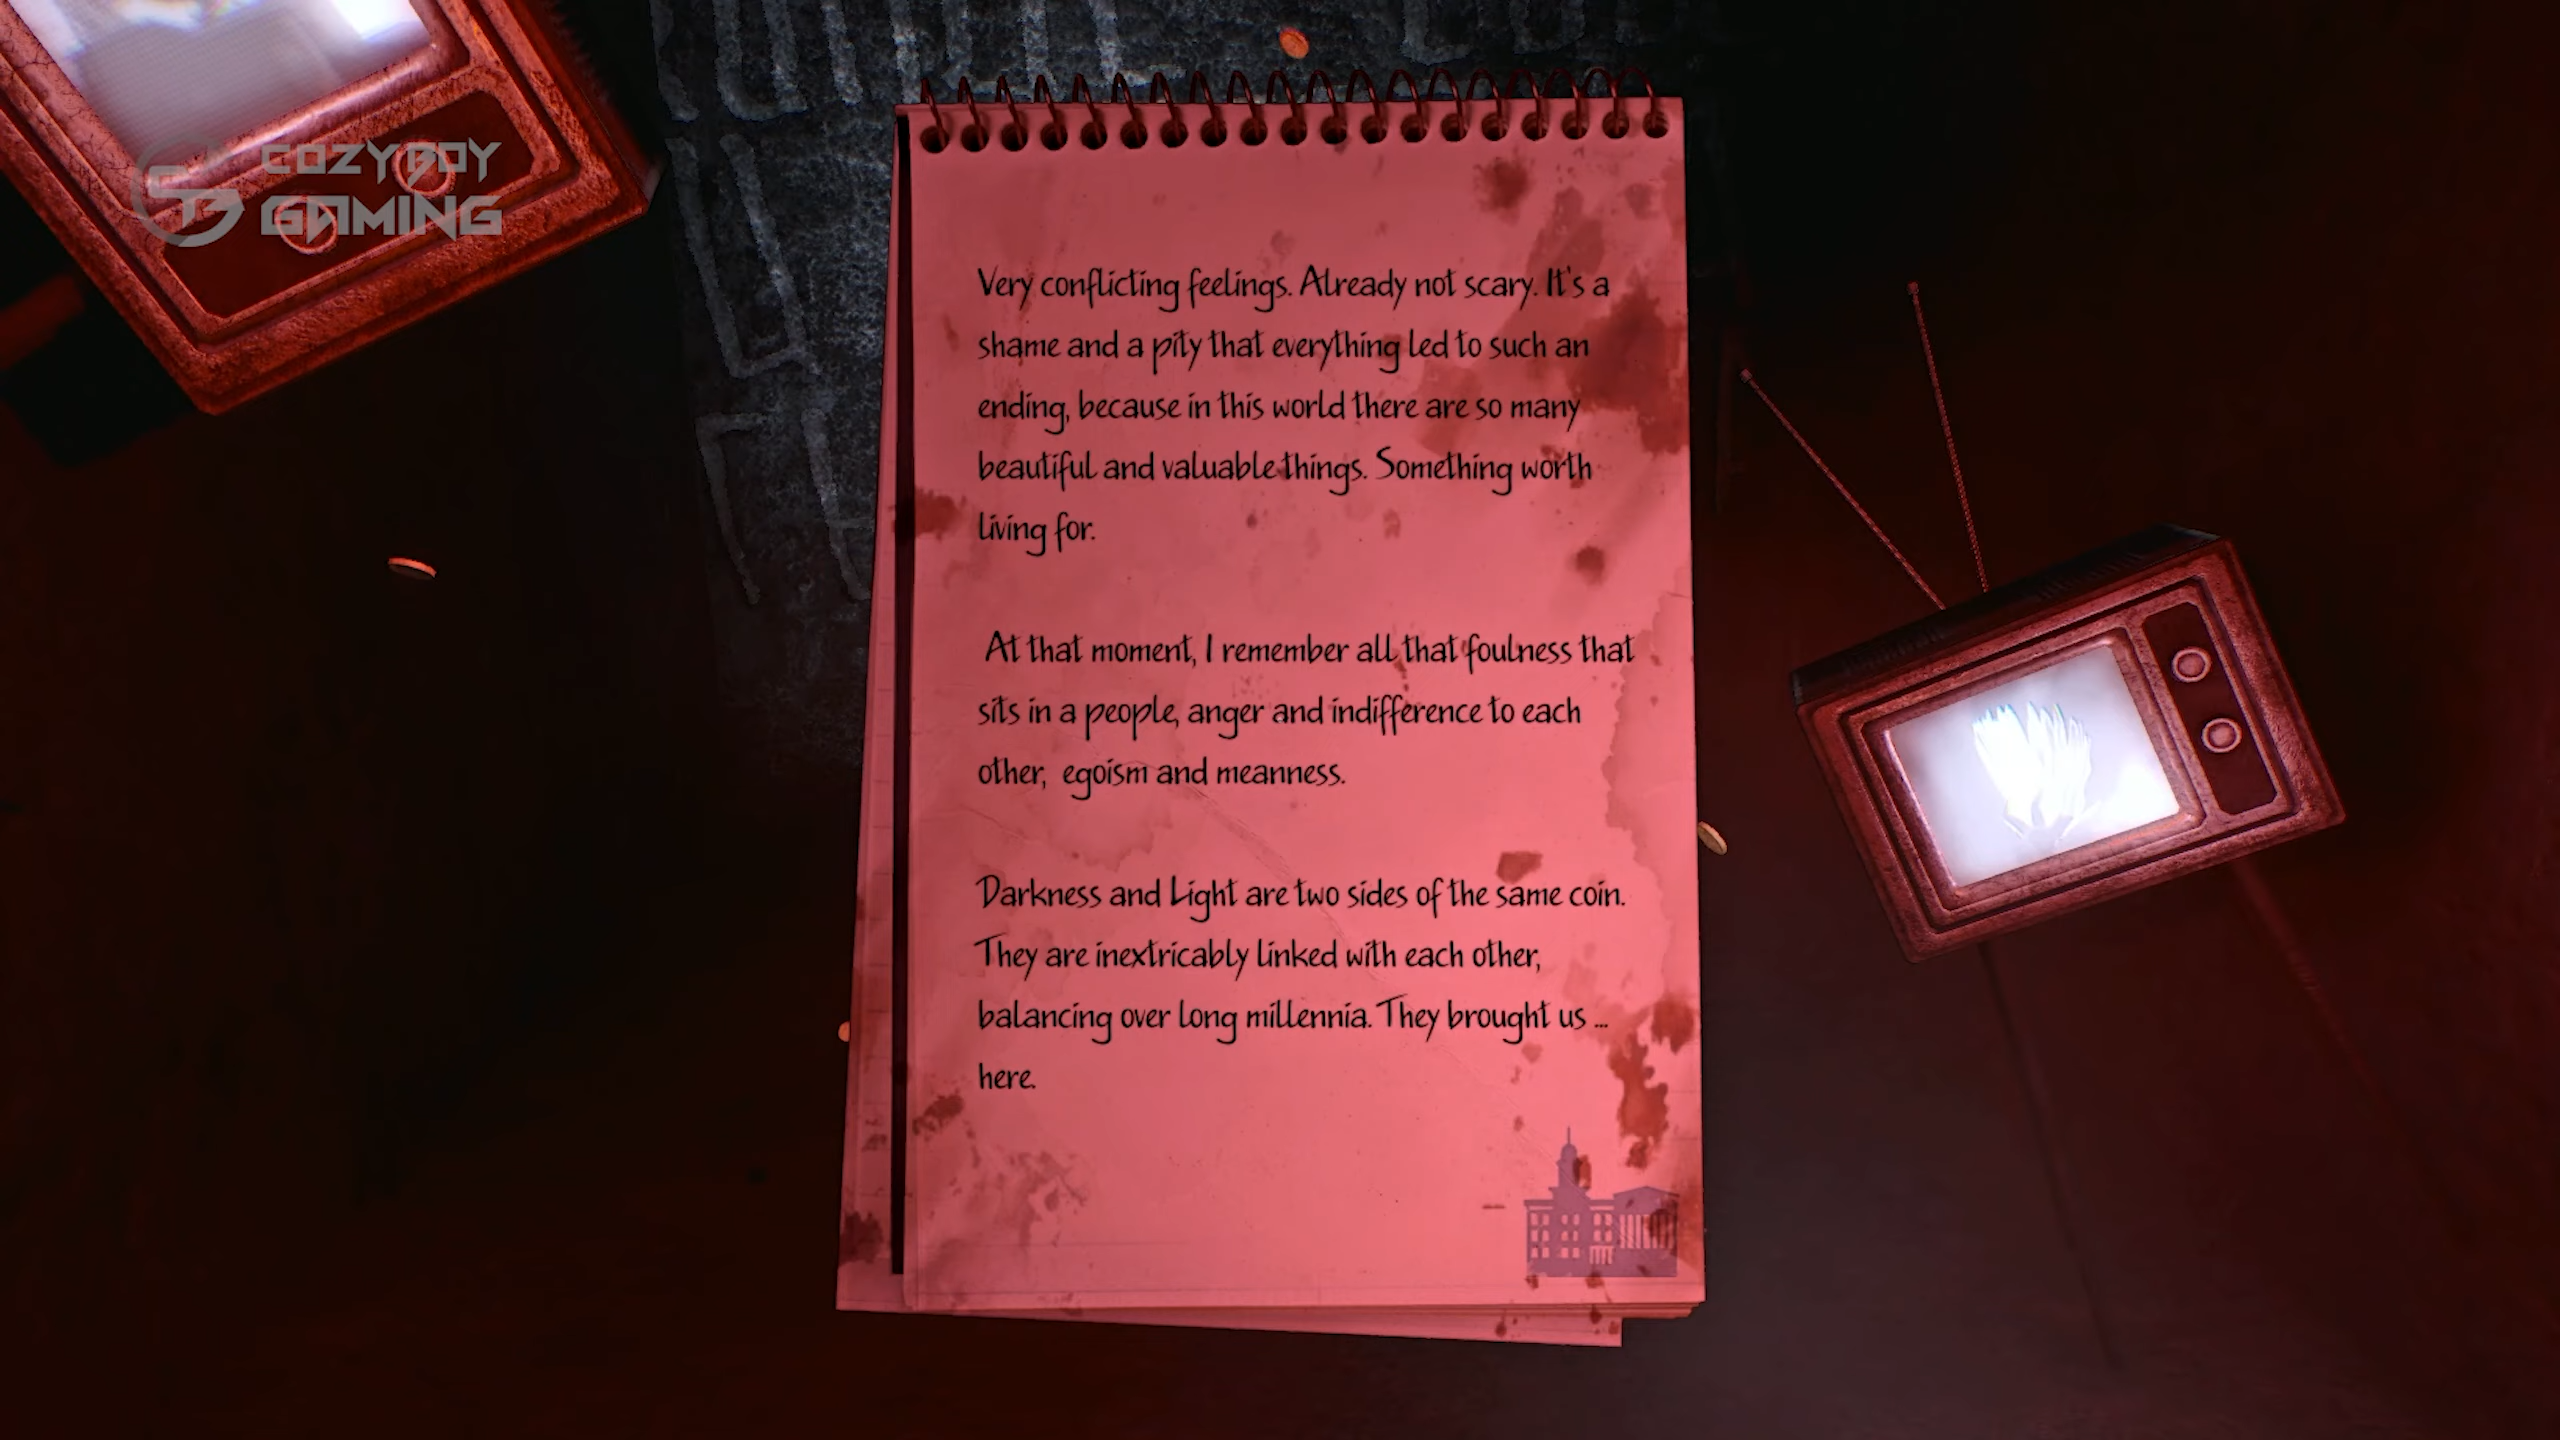 COZYBOY
GAMING
Very conflicting feelings. Already not scary. It's a
shame and a pity that everything led to such an
ending, because in this world there are so many
beautiful and valuable things. Something worth
living for.
At that moment, I remember all that foulness that
sits in a people, anger and indifference to each
other, egoism and meanness.
Darkness and Light are two sides of the same coin.
They are inextricably linked with each other,
balancing over long millennia. They brought us ...
here.